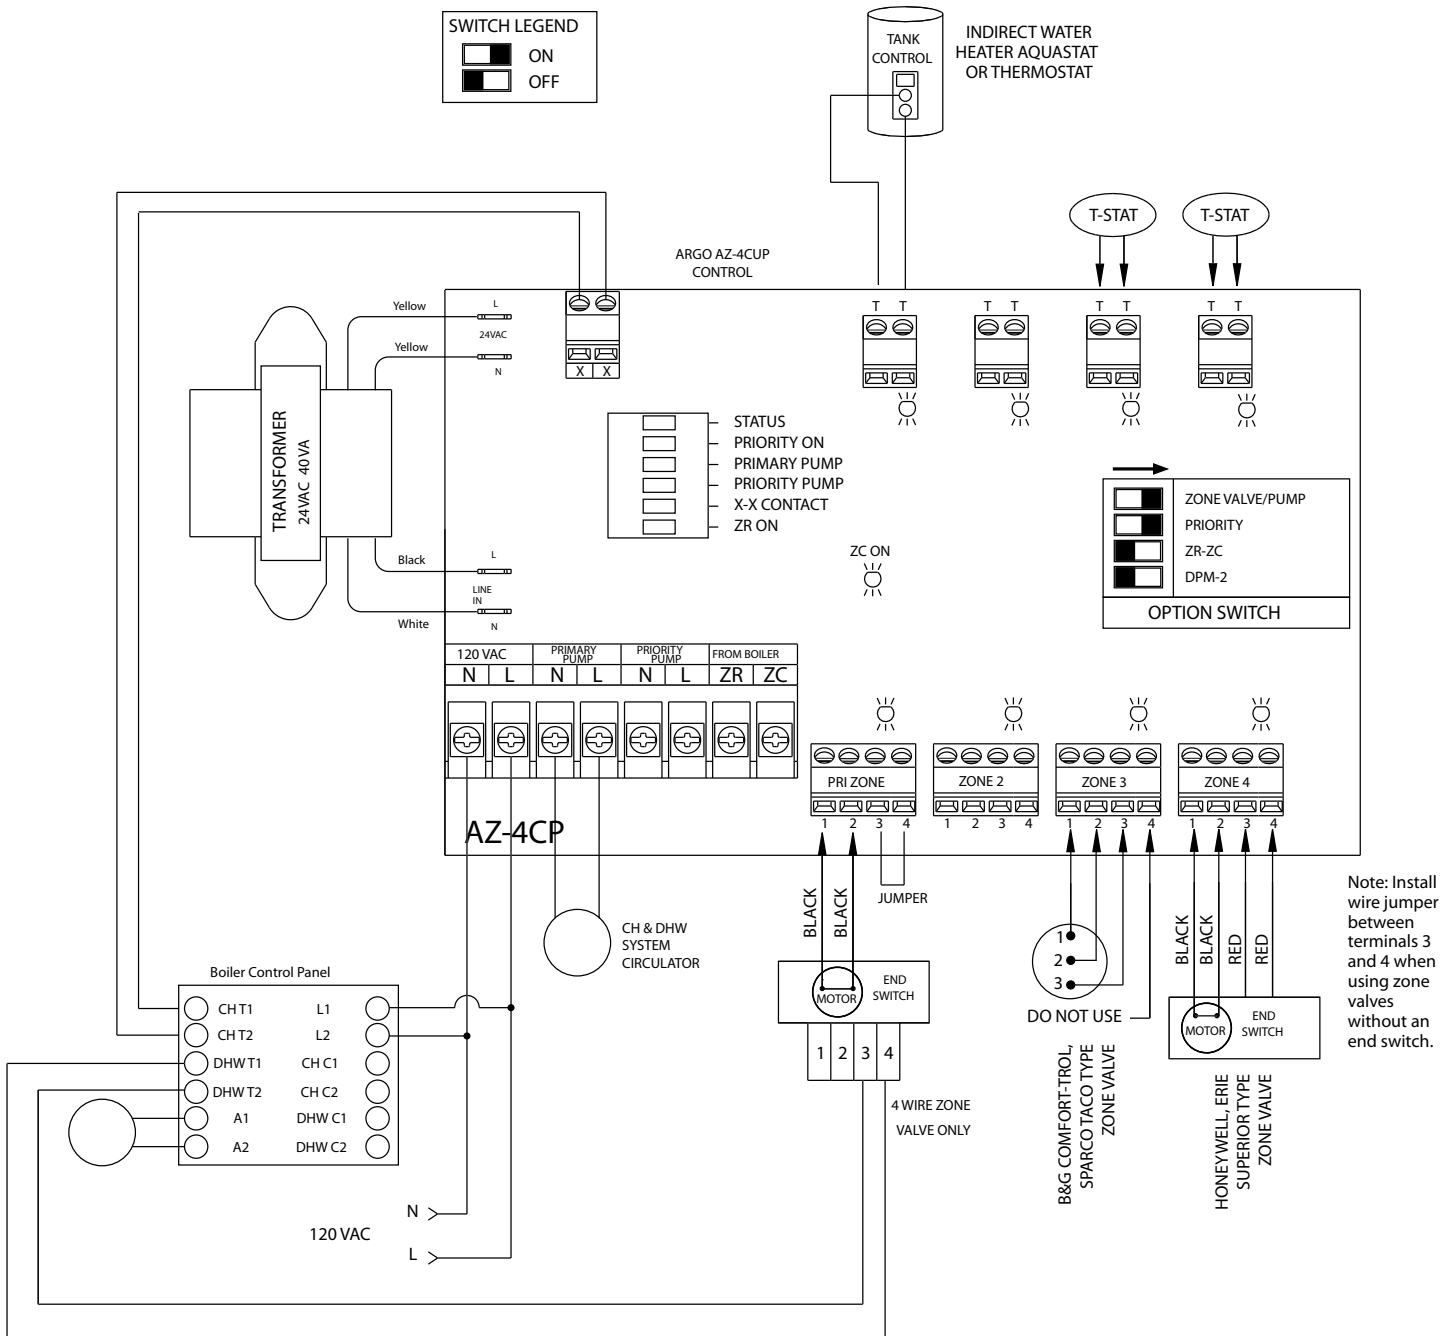 SWITCH LEGEND
ON
OFF
TANK
CONTROL
INDIRECT WATER
HEATER AQUASTAT
OR THERMOSTAT
T-STAT
T-STAT
ARGO AZ-4CUP
CONTROL
Yellow
L
24VAC
Yellow
N
X X
T T
T T
T T
T T
TRANSFORMER
24VAC 40VA
STATUS
PRIORITY ON
PRIMARY PUMP
PRIORITY PUMP
X-X CONTACT
ZR ON
ZONE VALVE/PUMP
PRIORITY
ZR-ZC
DPM-2
OPTION SWITCH
ZC ON
Black
L
LINE
IN
White
N
120 VAC
PRIMARY
PUMP
PRIORITY
PUMP
FROM BOILER
N L N L N L ZR ZC
PRI ZONE
1 2 3 4
ZONE 2
1 2 3 4
ZONE 3
1 2 3 4
ZONE 4
1 2 3 4
AZ-4CP
JUMPER
BLACK
BLACK
CH & DHW
SYSTEM
CIRCULATOR
MOTOR
END
SWITCH
1 2 3 4
4 WIRE ZONE
VALVE ONLY
1
2
3
DO NOT USE
B&G COMFORT-TROL,
SPARCO TACO TYPE
ZONE VALVE
BLACK
BLACK
RED
RED
MOTOR
END
SWITCH
HONEYWELL, ERIE
SUPERIOR TYPE
ZONE VALVE
Note: Install
wire jumper
between
terminals 3
and 4 when
using zone
valves
without an
end switch.
Boiler Control Panel
CH T1 L1
CH T2 L2
DHW T1 CH C1
DHW T2 CH C2
A1 DHW C1
A2 DHW C2
N
120 VAC
L